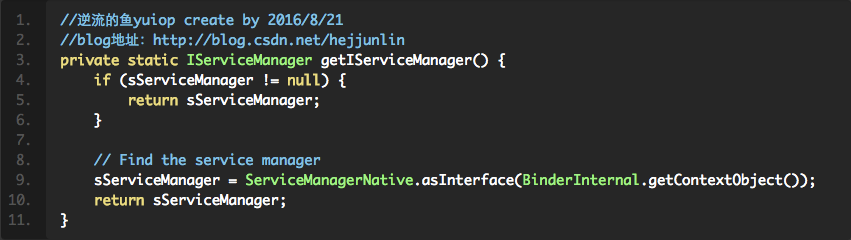 1. //逆流的鱼yuiop create by 2016/8/21
2. //blog地址：http://blog.csdn.net/hejjunlin
3. private static IServiceManager getIServiceManager() {
4.     if (sServiceManager != null) {
5.         return sServiceManager;
6.     }
7.
8.     // Find the service manager
9.     sServiceManager = ServiceManagerNative.asInterface(BinderInternal.getContextObject());
10.     return sServiceManager;
11. }